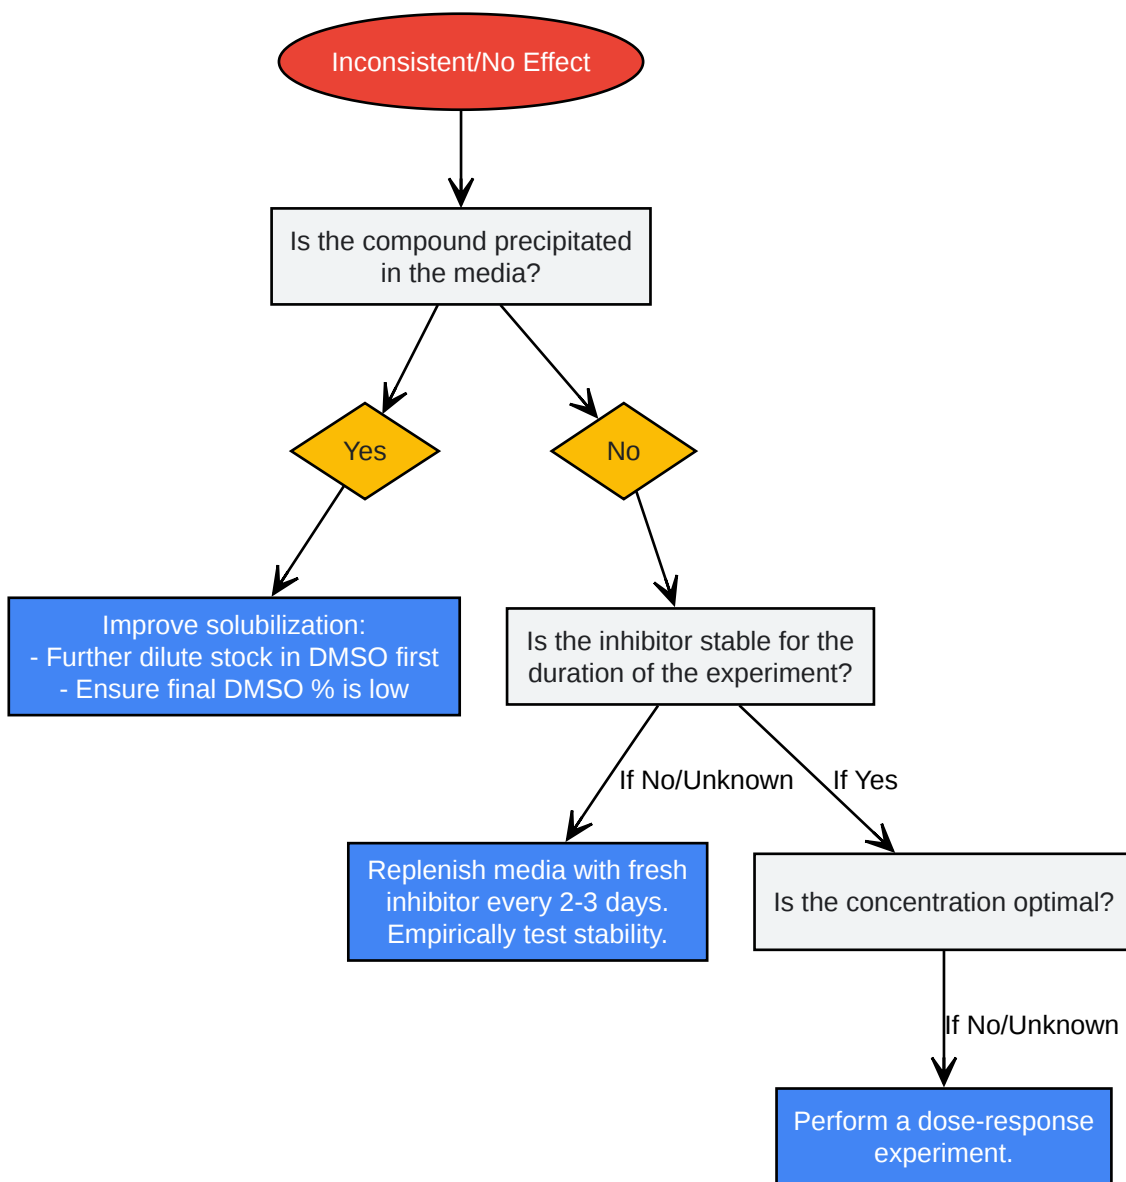 Inconsistent/No Effect
Is the compound precipitated
in the media?
Yes
No
Improve solubilization:
- Further dilute stock in DMSO first
- Ensure final DMSO % is low
Is the inhibitor stable for the
duration of the experiment?
If No/Unknown
If Yes
Replenish media with fresh
inhibitor every 2-3 days.
Empirically test stability.
Is the concentration optimal?
If No/Unknown
Perform a dose-response
experiment.